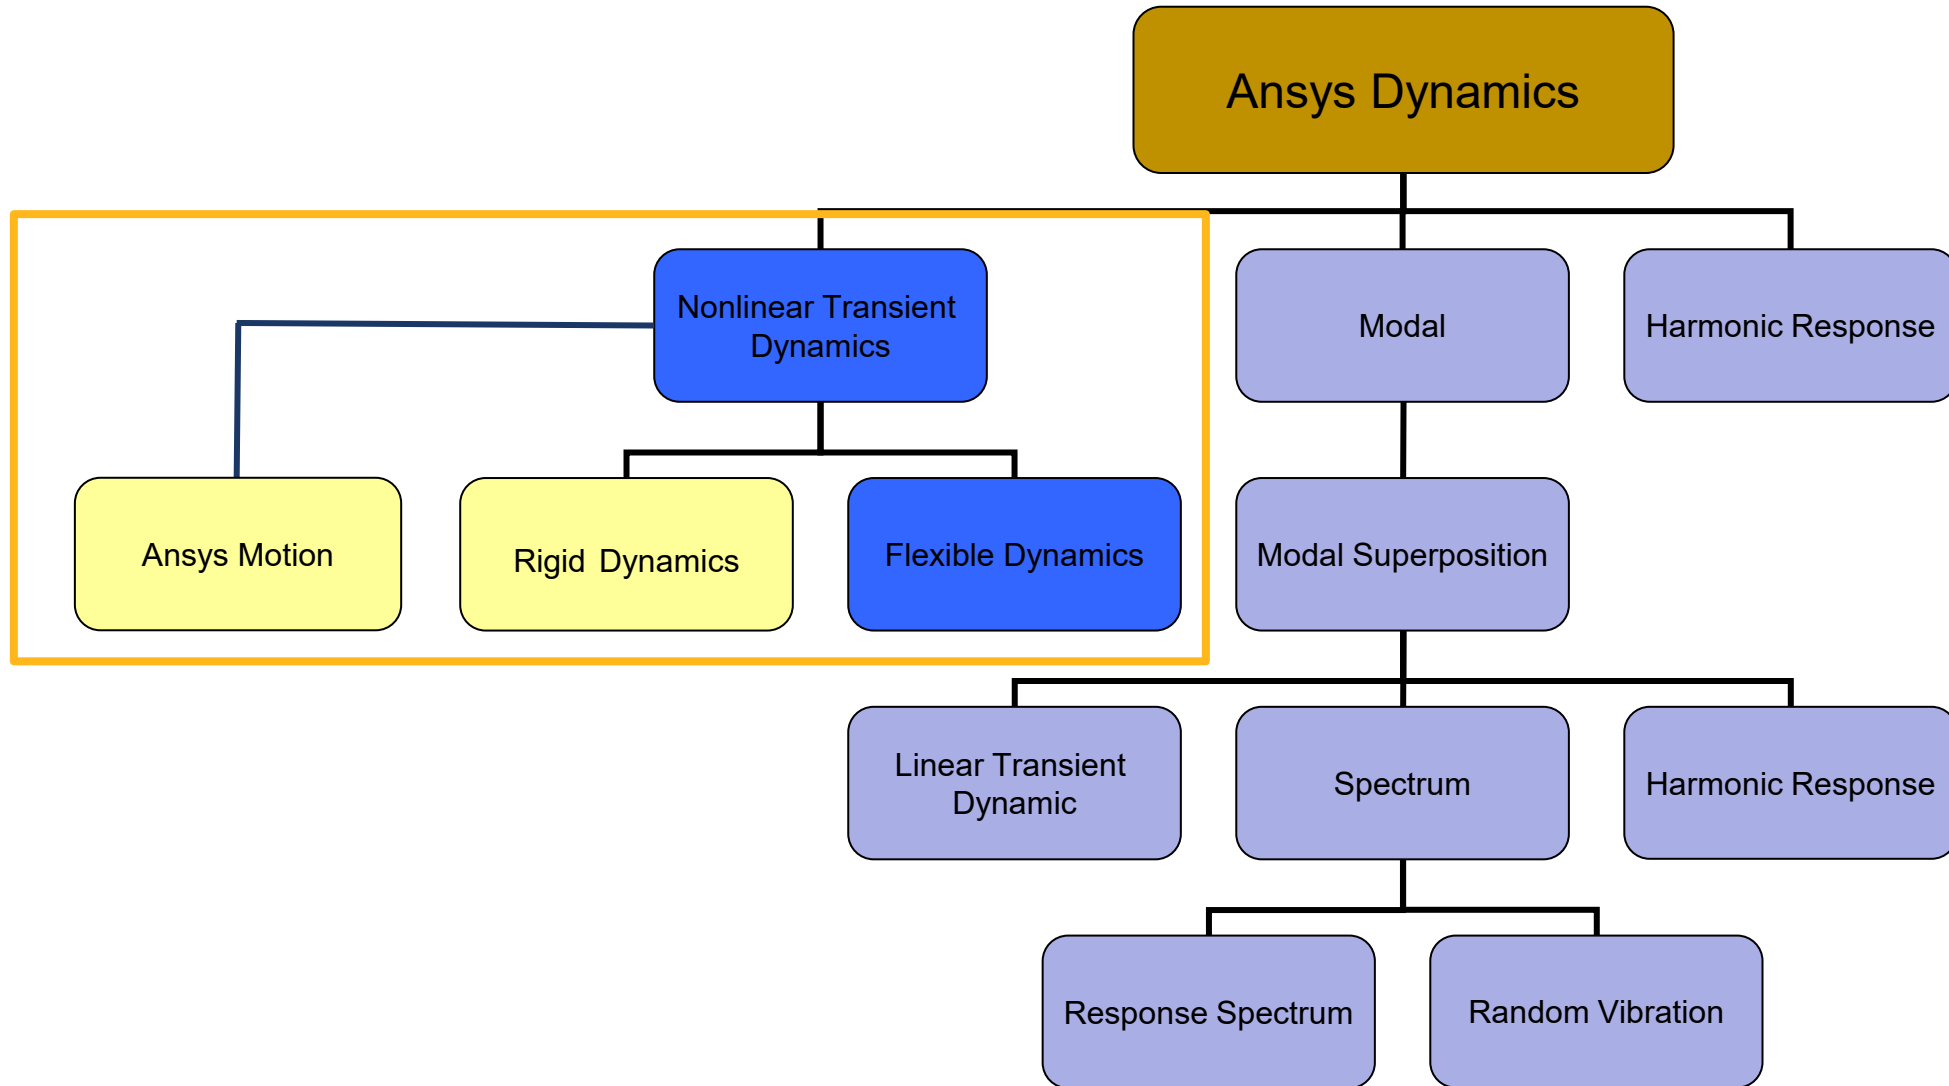 Ansys Dynamics
Nonlinear Transient
Dynamics
Modal
Harmonic Response
Ansys Motion
Rigid Dynamics
Flexible Dynamics
Modal Superposition
Linear Transient
Dynamic
Spectrum
Harmonic Response
Response Spectrum
Random Vibration